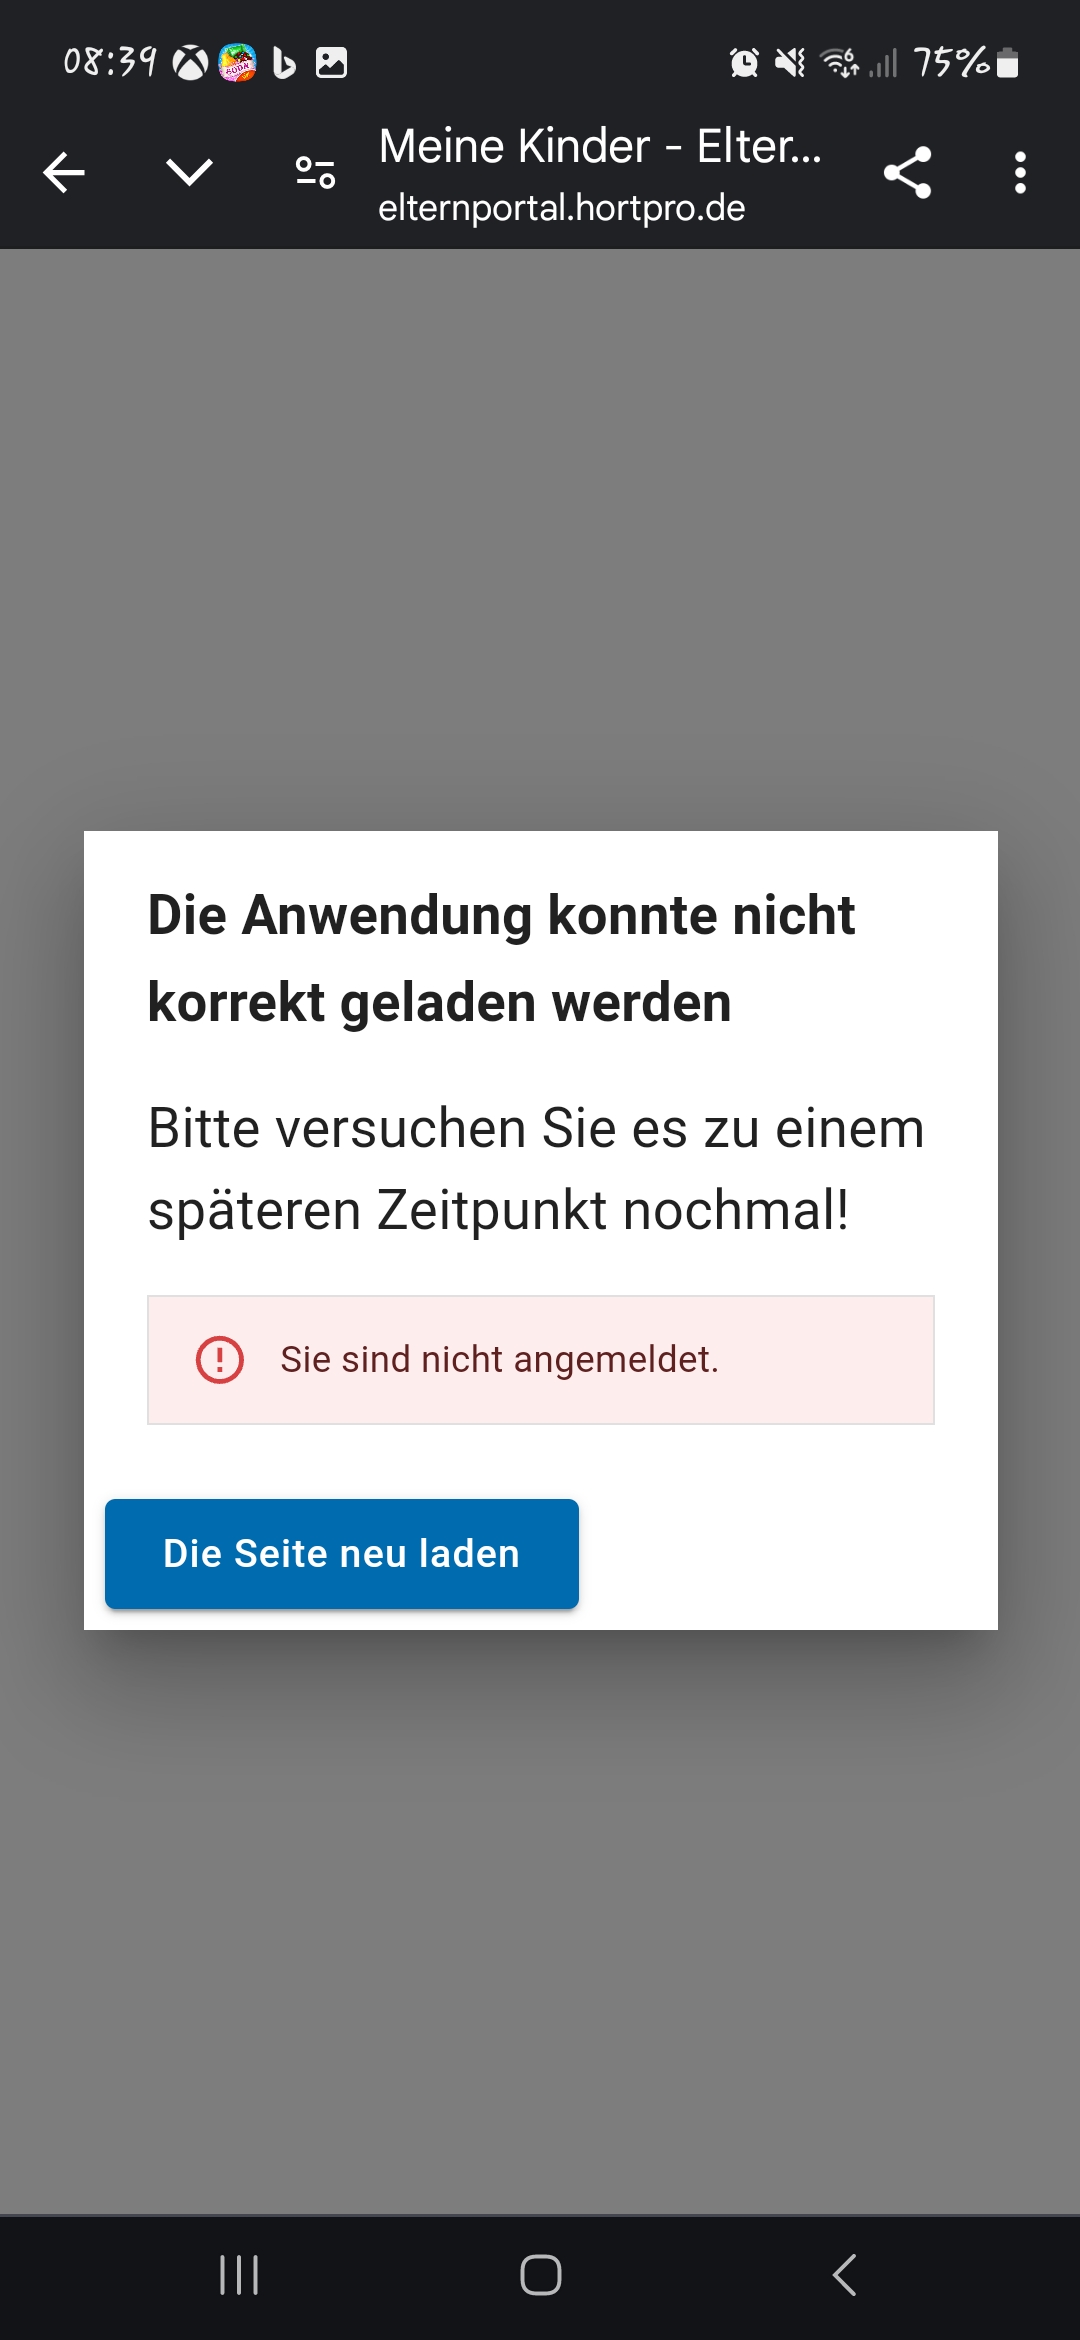 08:39
75%
Meine Kinder - Elter...
elternportal.hortpro.de
Die Anwendung konnte nicht
korrekt geladen werden
Bitte versuchen Sie es zu einem
späteren Zeitpunkt nochmal!
Sie sind nicht angemeldet.
Die Seite neu laden